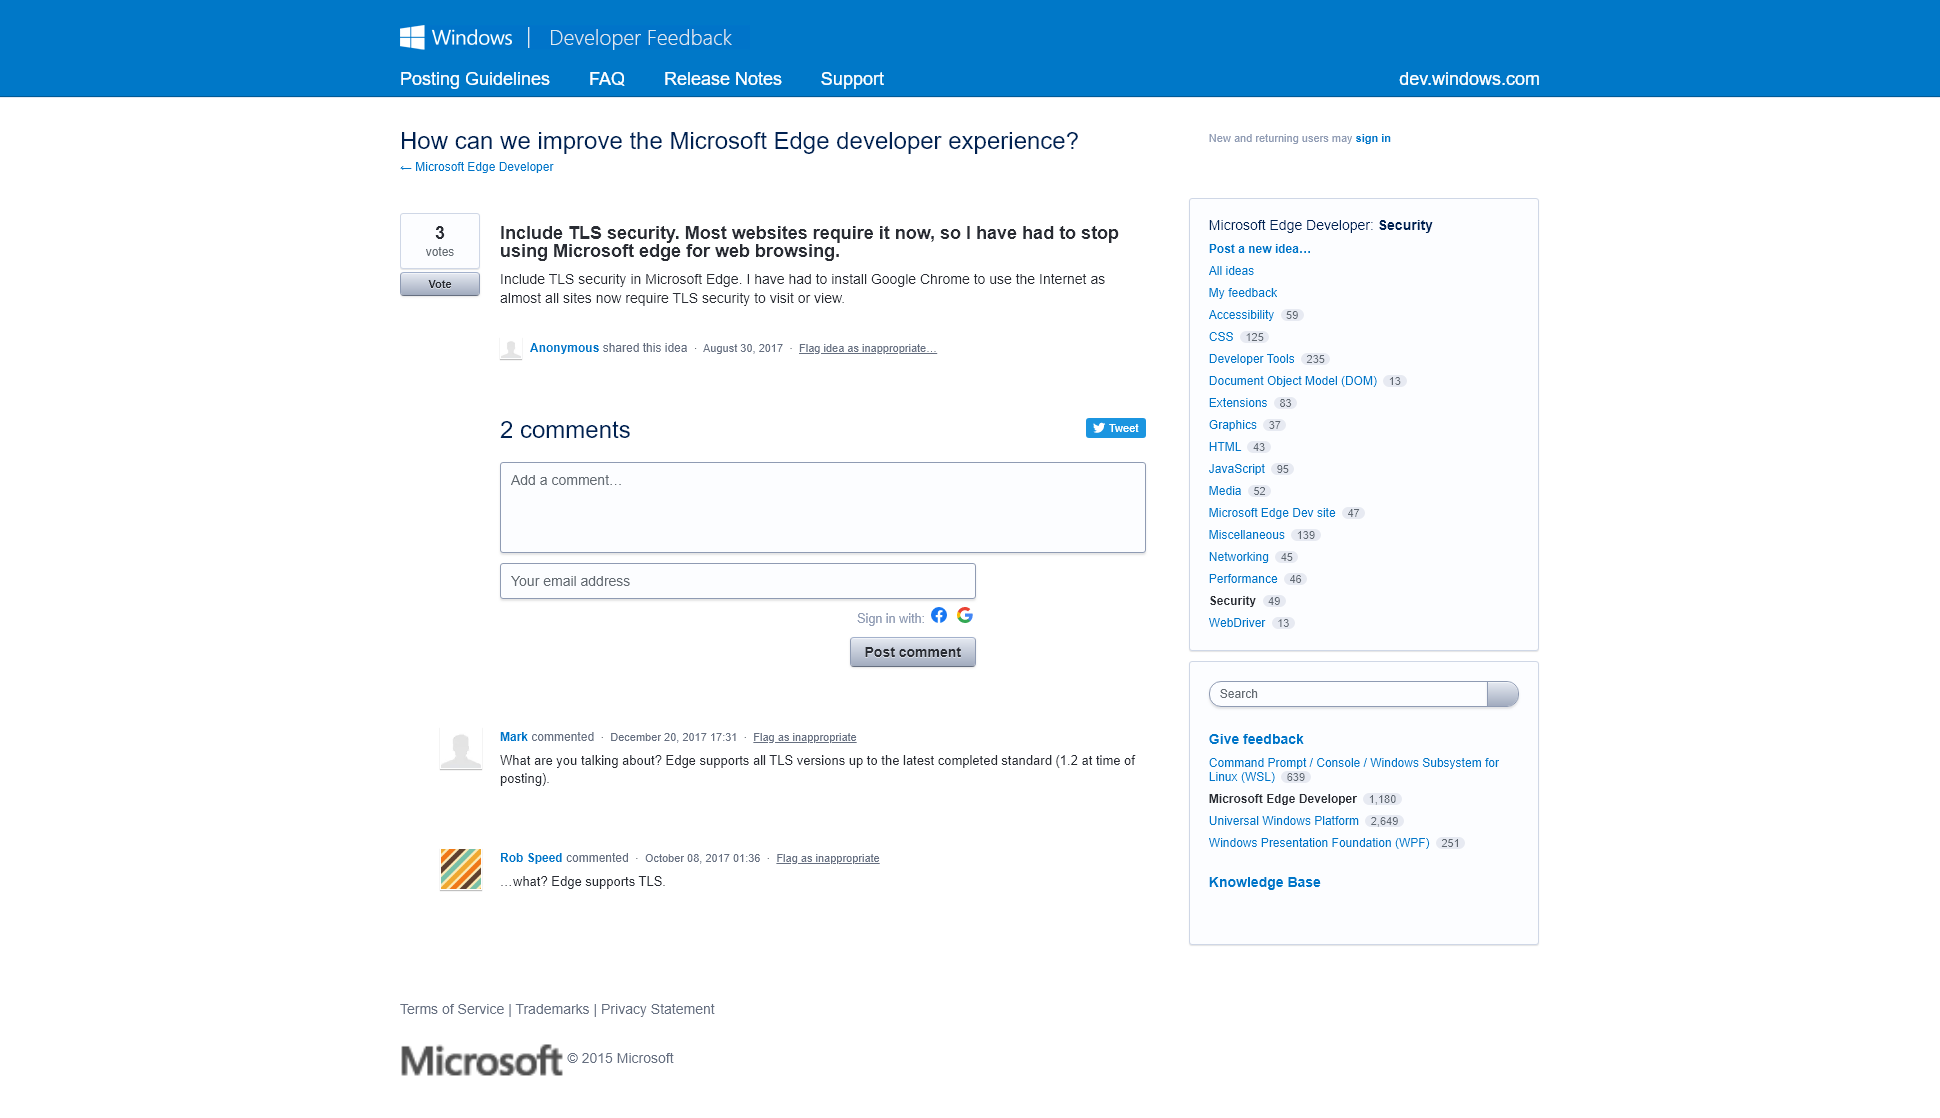 Windows | Developer Feedback
Posting Guidelines FAQ Release Notes Support dev.windows.com
How can we improve the Microsoft Edge developer experience?
← Microsoft Edge Developer
New and returning users may sign in
3
votes
Vote
Include TLS security. Most websites require it now, so I have had to stop
using Microsoft edge for web browsing.
Include TLS security in Microsoft Edge. I have had to install Google Chrome to use the Internet as
almost all sites now require TLS security to visit or view.
Anonymous shared this idea · August 30, 2017 · Flag idea as inappropriate…
2 comments
Tweet
Add a comment…
Your email address
Sign in with:
Post comment
Mark commented · December 20, 2017 17:31 · Flag as inappropriate
What are you talking about? Edge supports all TLS versions up to the latest completed standard (1.2 at time of
posting).
Rob Speed commented · October 08, 2017 01:36 · Flag as inappropriate
…what? Edge supports TLS.
Microsoft Edge Developer: Security
Post a new idea…
All ideas
My feedback
Accessibility 59
CSS 125
Developer Tools 235
Document Object Model (DOM) 13
Extensions 83
Graphics 37
HTML 43
JavaScript 95
Media 52
Microsoft Edge Dev site 47
Miscellaneous 139
Networking 45
Performance 46
Security 49
WebDriver 13
Search
Give feedback
Command Prompt / Console / Windows Subsystem for
Linux (WSL) 639
Microsoft Edge Developer 1,180
Universal Windows Platform 2,649
Windows Presentation Foundation (WPF) 251
Knowledge Base
Terms of Service | Trademarks | Privacy Statement
Microsoft © 2015 Microsoft